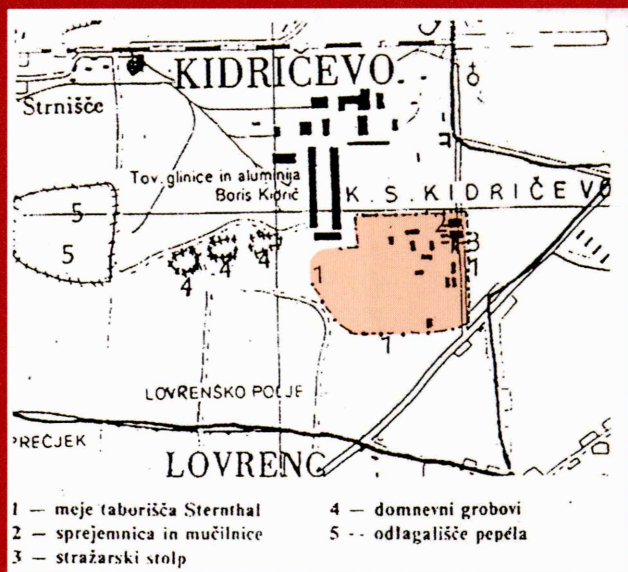 KIDRIČEVO
Strnišče
Tov. glinice in aluminija
Boris Kidrič
K. S. KIDRIČEVO
5
5
2
3
1
4
4
4
1
1
LOVRENŠKO POLJE
PREČJEK
LOVRENC
1 — meje taborišča Sternthal
2 — sprejemnica in mučilnice
3 — stražarski stolp
4 — domnevni grobovi
5 -- odlagališče pepela